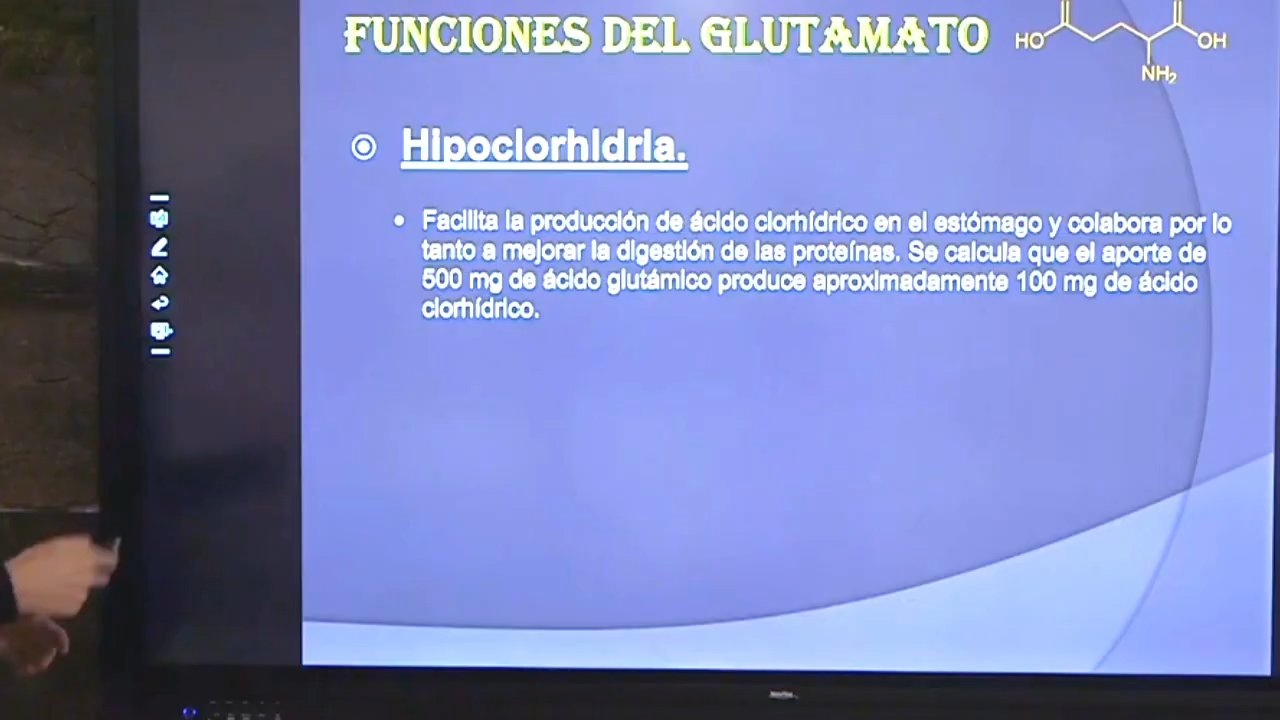 FUNCIONES DEL GLUTAMATO
HO
OH
NH₂
Hipoclorhidria.
Facilita la producción de ácido clorhídrico en el estómago y colabora por lo
tanto a mejorar la digestión de las proteínas. Se calcula que el aporte de
500 mg de ácido glutámico produce aproximadamente 100 mg de ácido
clorhídrico.